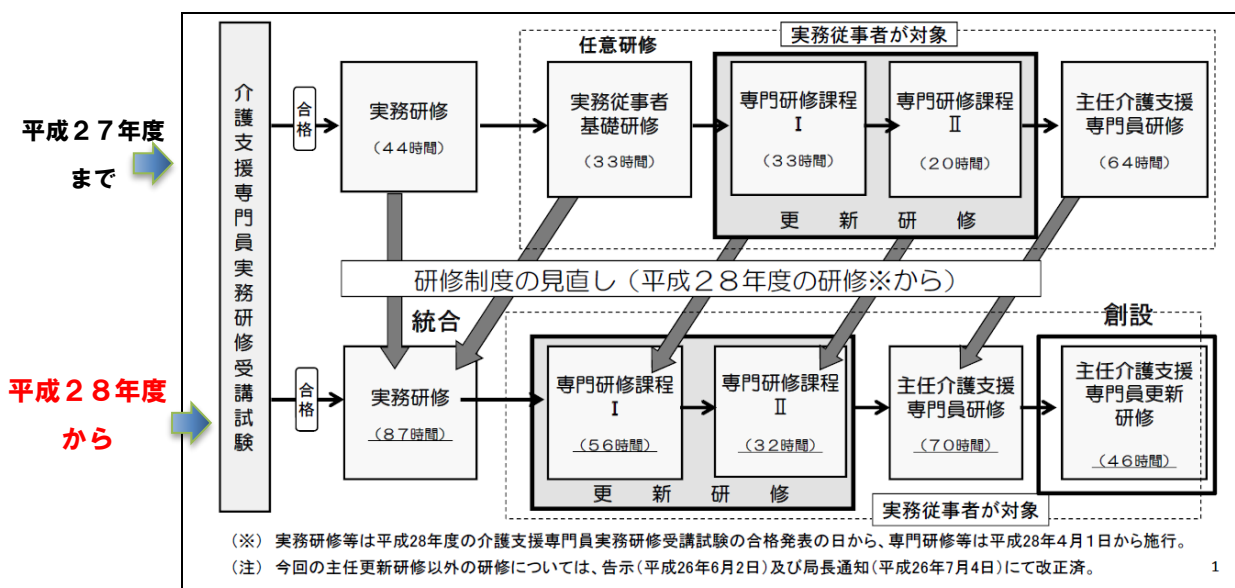 平成２７年度
まで
平成２８年度
から
介護支援専門員実務研修受講試験
合格
実務研修
（４４時間）
任意研修
実務従事者
基礎研修
（３３時間）
実務従事者が対象
専門研修課程
Ⅰ
（３３時間）
専門研修課程
Ⅱ
（２０時間）
更新研修
主任介護支援
専門員研修
（６４時間）
研修制度の見直し（平成２８年度の研修※から）
統合
創設
合格
実務研修
（８７時間）
専門研修課程
Ⅰ
（５６時間）
専門研修課程
Ⅱ
（３２時間）
更新研修
主任介護支援
専門員研修
（７０時間）
主任介護支援
専門員更新
研修
（４６時間）
実務従事者が対象
（※） 実務研修等は平成28年度の介護支援専門員実務研修受講試験の合格発表の日から、専門研修等は平成28年４月１日から施行。
（注） 今回の主任更新研修以外の研修については、告示（平成26年6月2日）及び局長通知（平成26年7月4日）にて改正済。
1